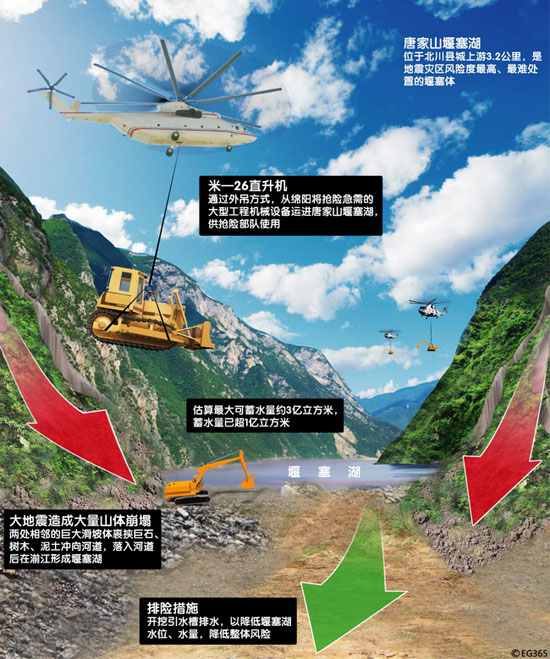 唐家山堰塞湖
位于北川县城上游3.2公里，是
地震灾区风险度最高、最难处
置的堰塞体
米—26直升机
通过外吊方式，从绵阳将抢险急需的
大型工程机械设备运进唐家山堰塞湖，
供抢险部队使用
估算最大可蓄水量约3亿立方米，
蓄水量已超1亿立方米
堰塞湖
大地震造成大量山体崩塌
两处相邻的巨大滑坡体裹挟巨石、
树木、泥土冲向河道，落入河道
后在湔江形成堰塞湖
排险措施
开挖引水槽排水，以降低堰塞湖
水位、水量，降低整体风险
©EG365